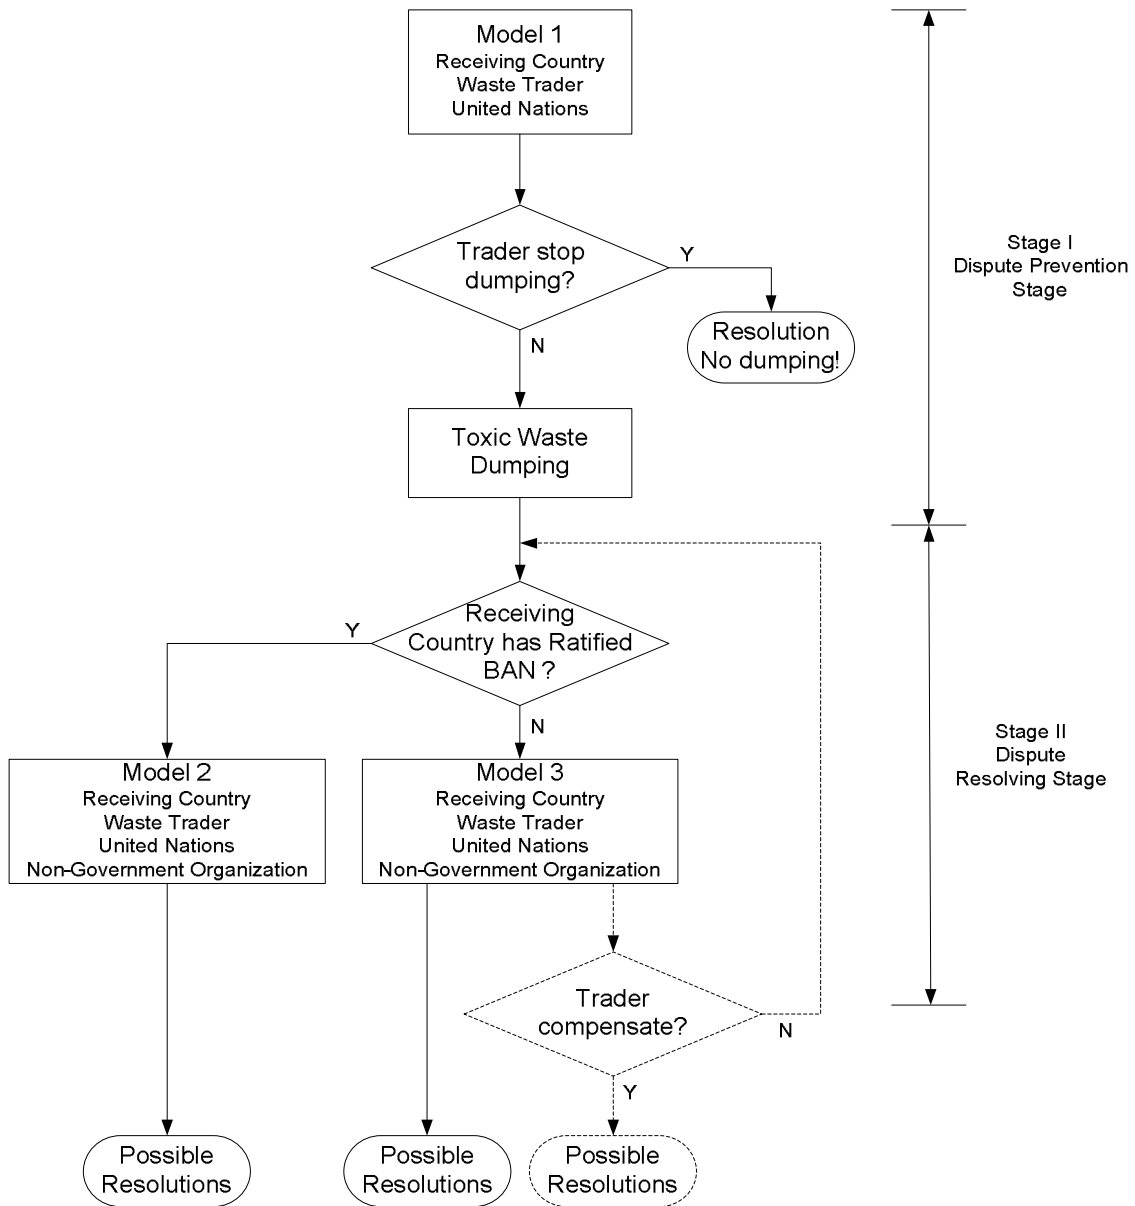 Model 1
Receiving Country
Waste Trader
United Nations
Trader stop
dumping?
Y
N
Resolution
No dumping!
Stage I
Dispute Prevention
Stage
Toxic Waste
Dumping
Receiving
Country has Ratified
BAN ?
Y
N
Model 2
Receiving Country
Waste Trader
United Nations
Non-Government Organization
Model 3
Receiving Country
Waste Trader
United Nations
Non-Government Organization
Stage II
Dispute
Resolving Stage
Trader
compensate?
N
Y
Possible
Resolutions
Possible
Resolutions
Possible
Resolutions